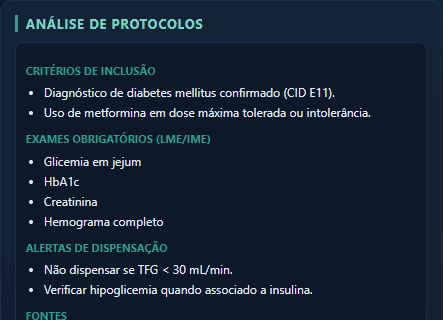 ANÁLISE DE PROTOCOLOS
CRITÉRIOS DE INCLUSÃO
• Diagnóstico de diabetes mellitus confirmado (CID E11).
• Uso de metformina em dose máxima tolerada ou intolerância.
EXAMES OBRIGATÓRIOS (LME/IME)
• Glicemia em jejum
• HbA1c
• Creatinina
• Hemograma completo
ALERTAS DE DISPENSAÇÃO
• Não dispensar se TFG < 30 mL/min.
• Verificar hipoglicemia quando associado a insulina.
FONTES